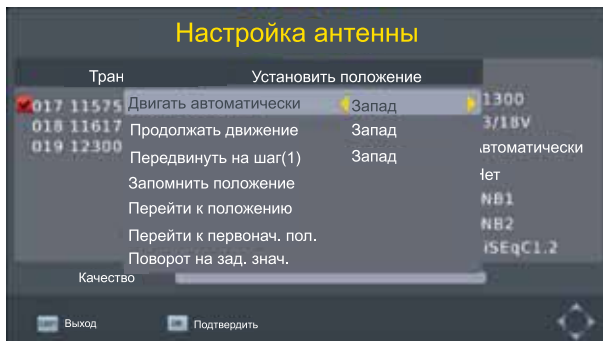 Настройка антенны
Тран Установить положение
017 11575 Двигать автоматически Запад 1300
018 11617 Продолжать движение Запад 3/18V
019 12300 Передвинуть на шаг(1) Запад втоматически
Запомнить положение Нет
Перейти к положению NB1
Перейти к первонач. пол. NB2
Поворот на зад. знач. iSEqC1.2
Качество
Выход Подтвердить